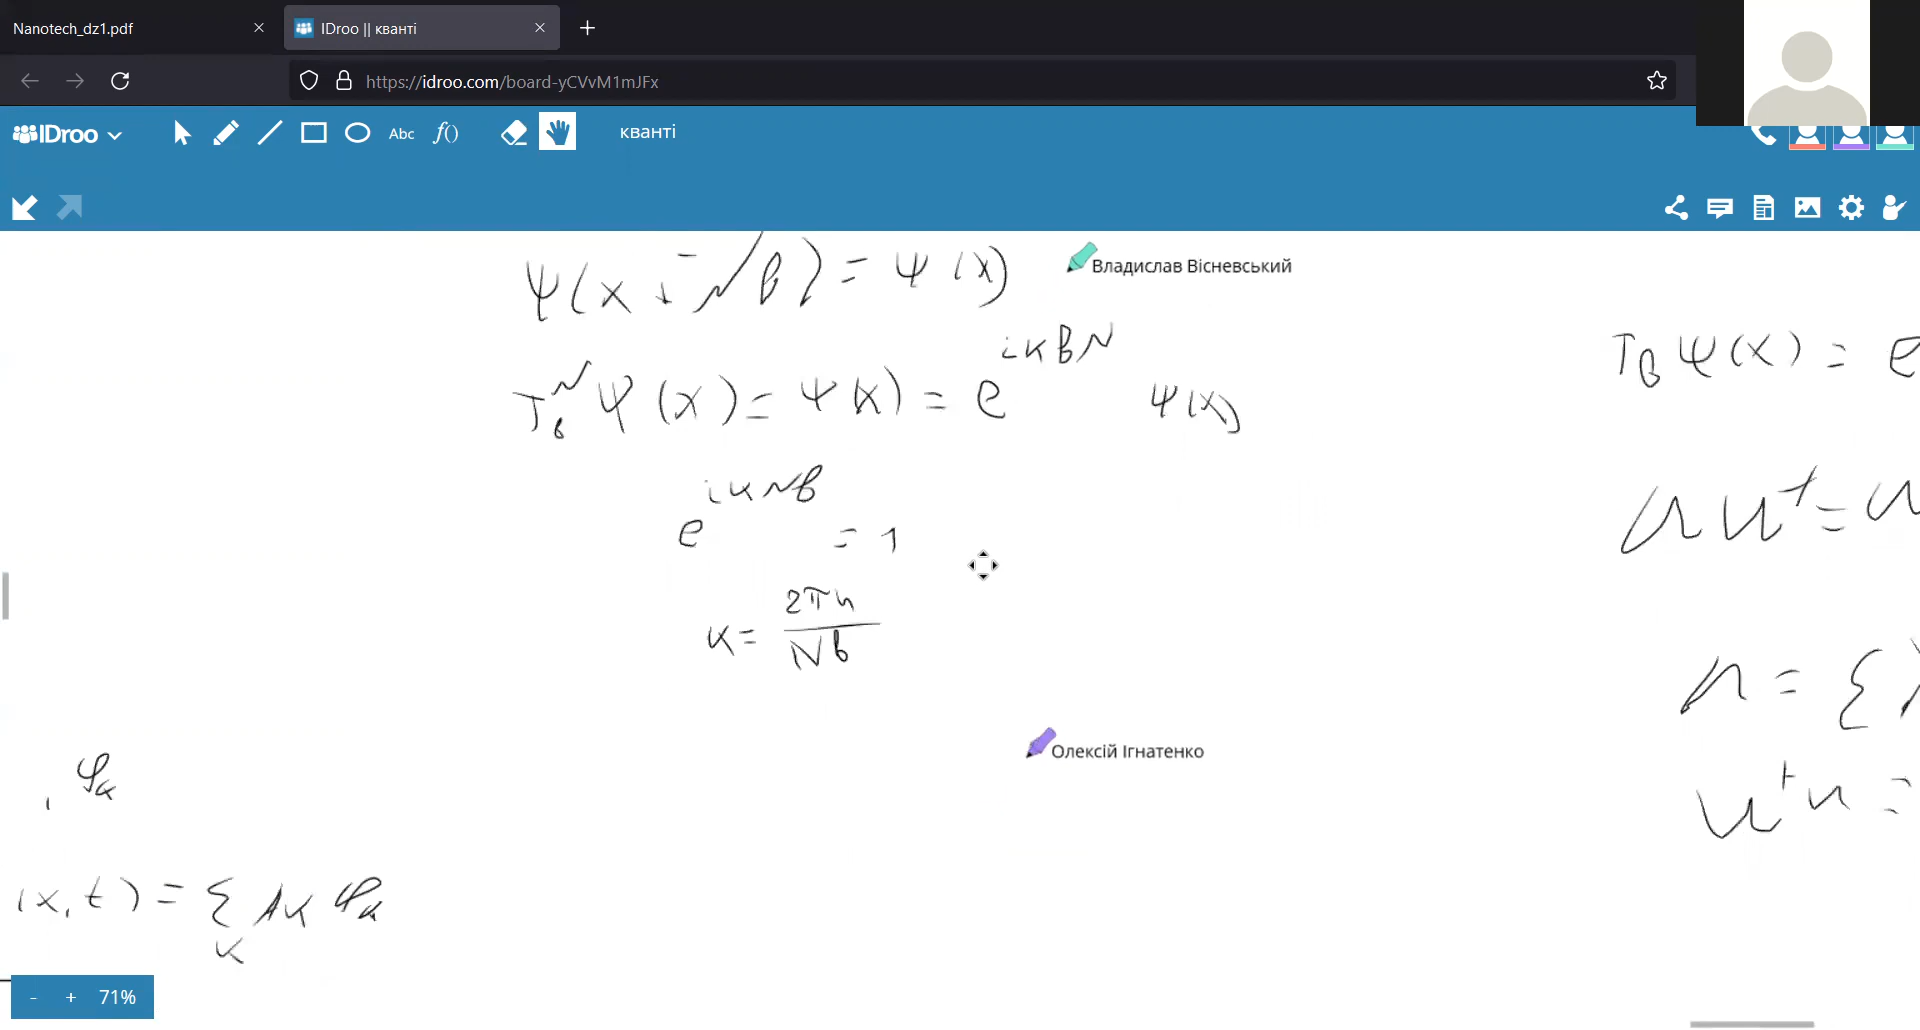 Nanotech_dz1.pdf
IDroo || кванті
https://idroo.com/board-yCVvM1mJFx
IDroo
Abc
f()
кванті
Ψ(x + Nb) = Ψ(x)
Владислав Вісневський
T_b^N Ψ(x) = Ψ(x) = e^{ikbN} Ψ(x)
T_b Ψ(x) = e
e^{ikNb} = 1
u u⁺ = u
k = 2πn / Nb
Олексій Ігнатенко
u⁺u =
, φ_k
(x, t) = Σ_k A_k φ_k
- + 71%